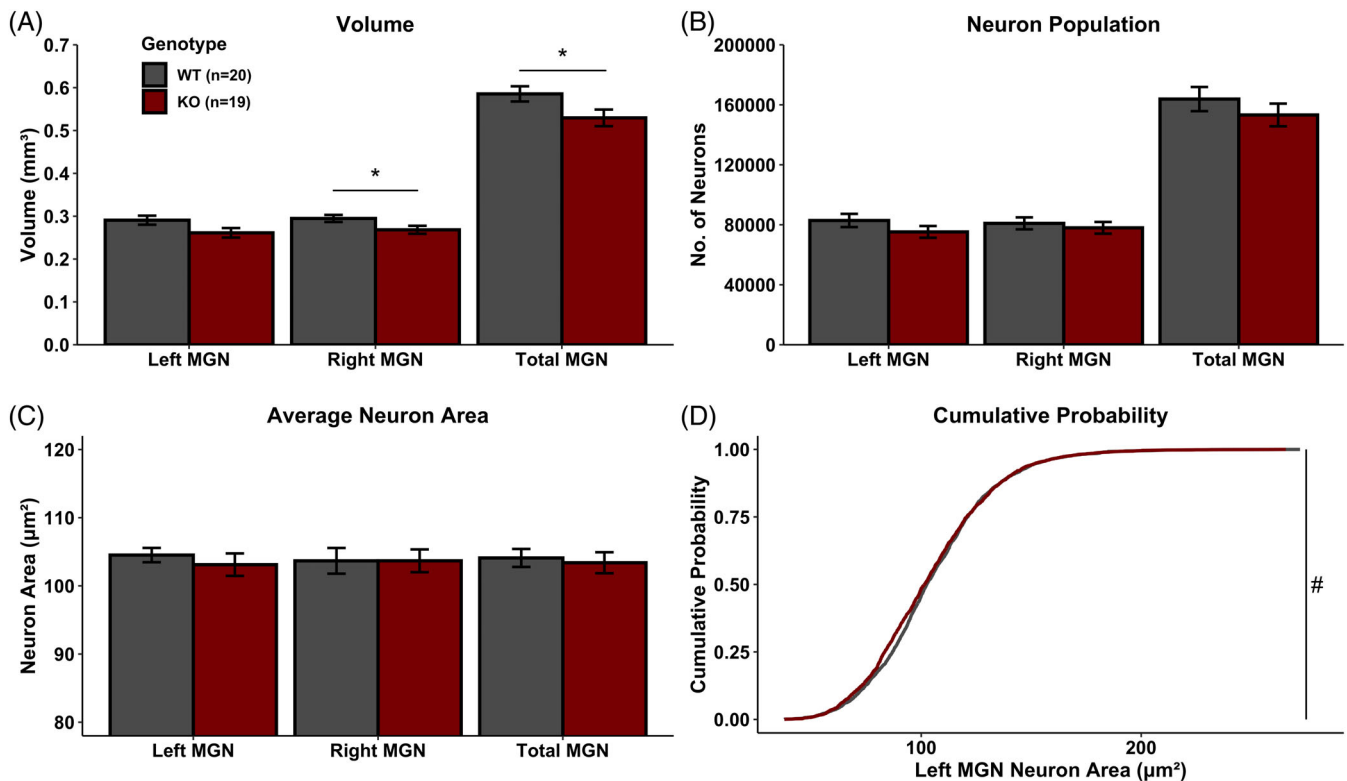 (A)
Volume
Genotype
WT (n=20)
KO (n=19)
*
*
Volume (mm³)
0.7
0.6
0.5
0.4
0.3
0.2
0.1
0.0
Left MGN
Right MGN
Total MGN
(B)
Neuron Population
No. of Neurons
200000
160000
120000
80000
40000
0
Left MGN
Right MGN
Total MGN
(C)
Average Neuron Area
Neuron Area (µm²)
120
110
100
90
80
Left MGN
Right MGN
Total MGN
(D)
Cumulative Probability
Cumulative Probability
1.00
0.75
0.50
0.25
0.00
#
100
200
Left MGN Neuron Area (µm²)